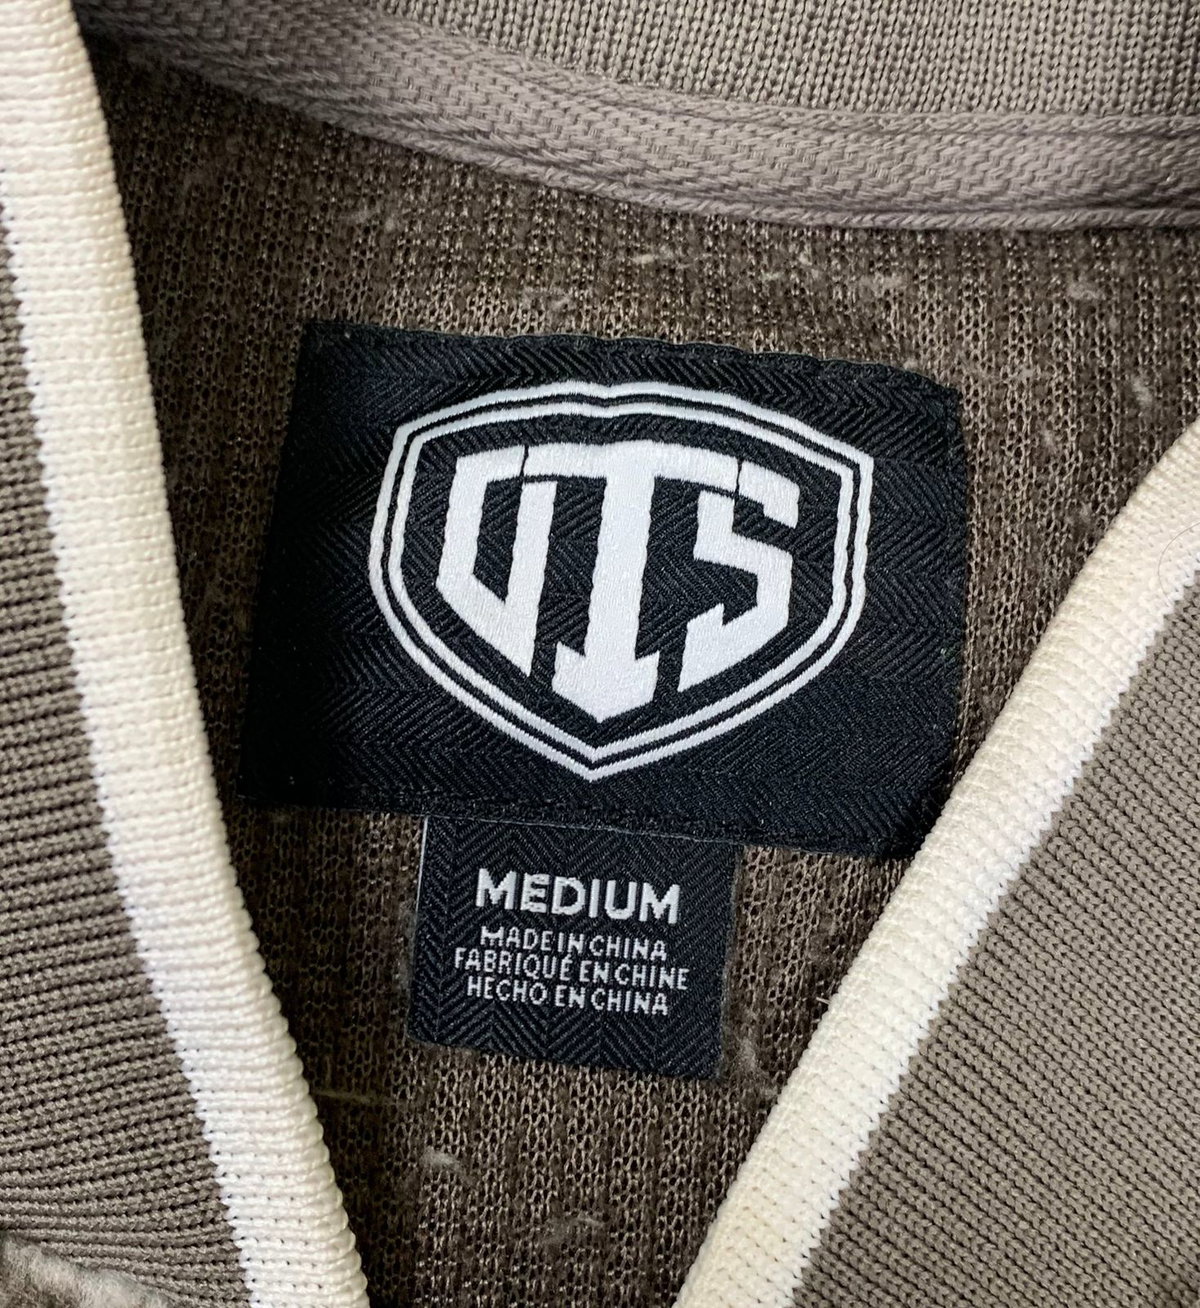 OTS
MEDIUM
MADE IN CHINA
FABRIQUÉ EN CHINE
HECHO EN CHINA